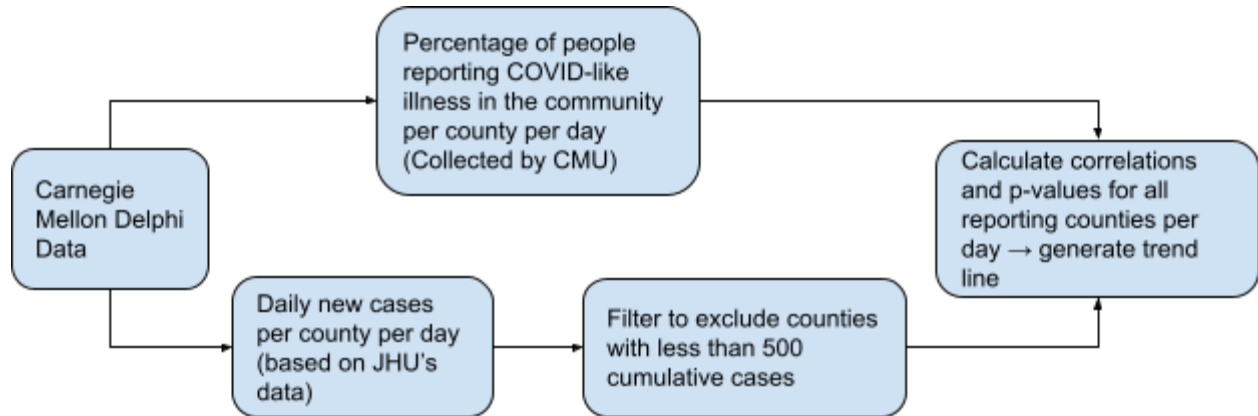 Percentage of people
reporting COVID-like
illness in the community
per county per day
(Collected by CMU)
Carnegie
Mellon Delphi
Data
Calculate correlations
and p-values for all
reporting counties per
day → generate trend
line
Daily new cases
per county per day
(based on JHU's
data)
Filter to exclude counties
with less than 500
cumulative cases